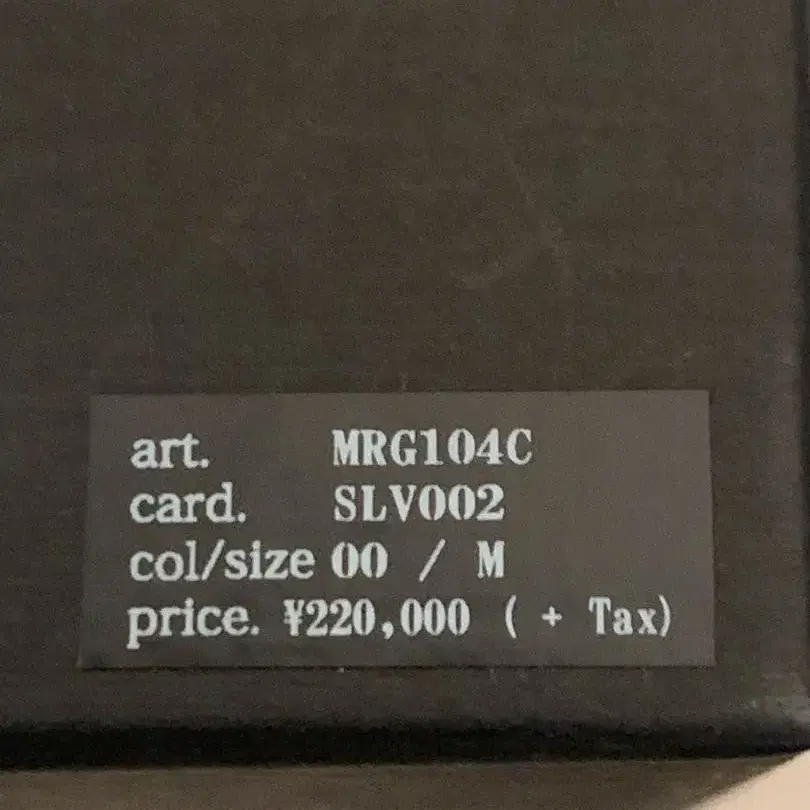 art. MRG104C
card. SLV002
col/size 00 / M
price. ¥220,000 ( + Tax)